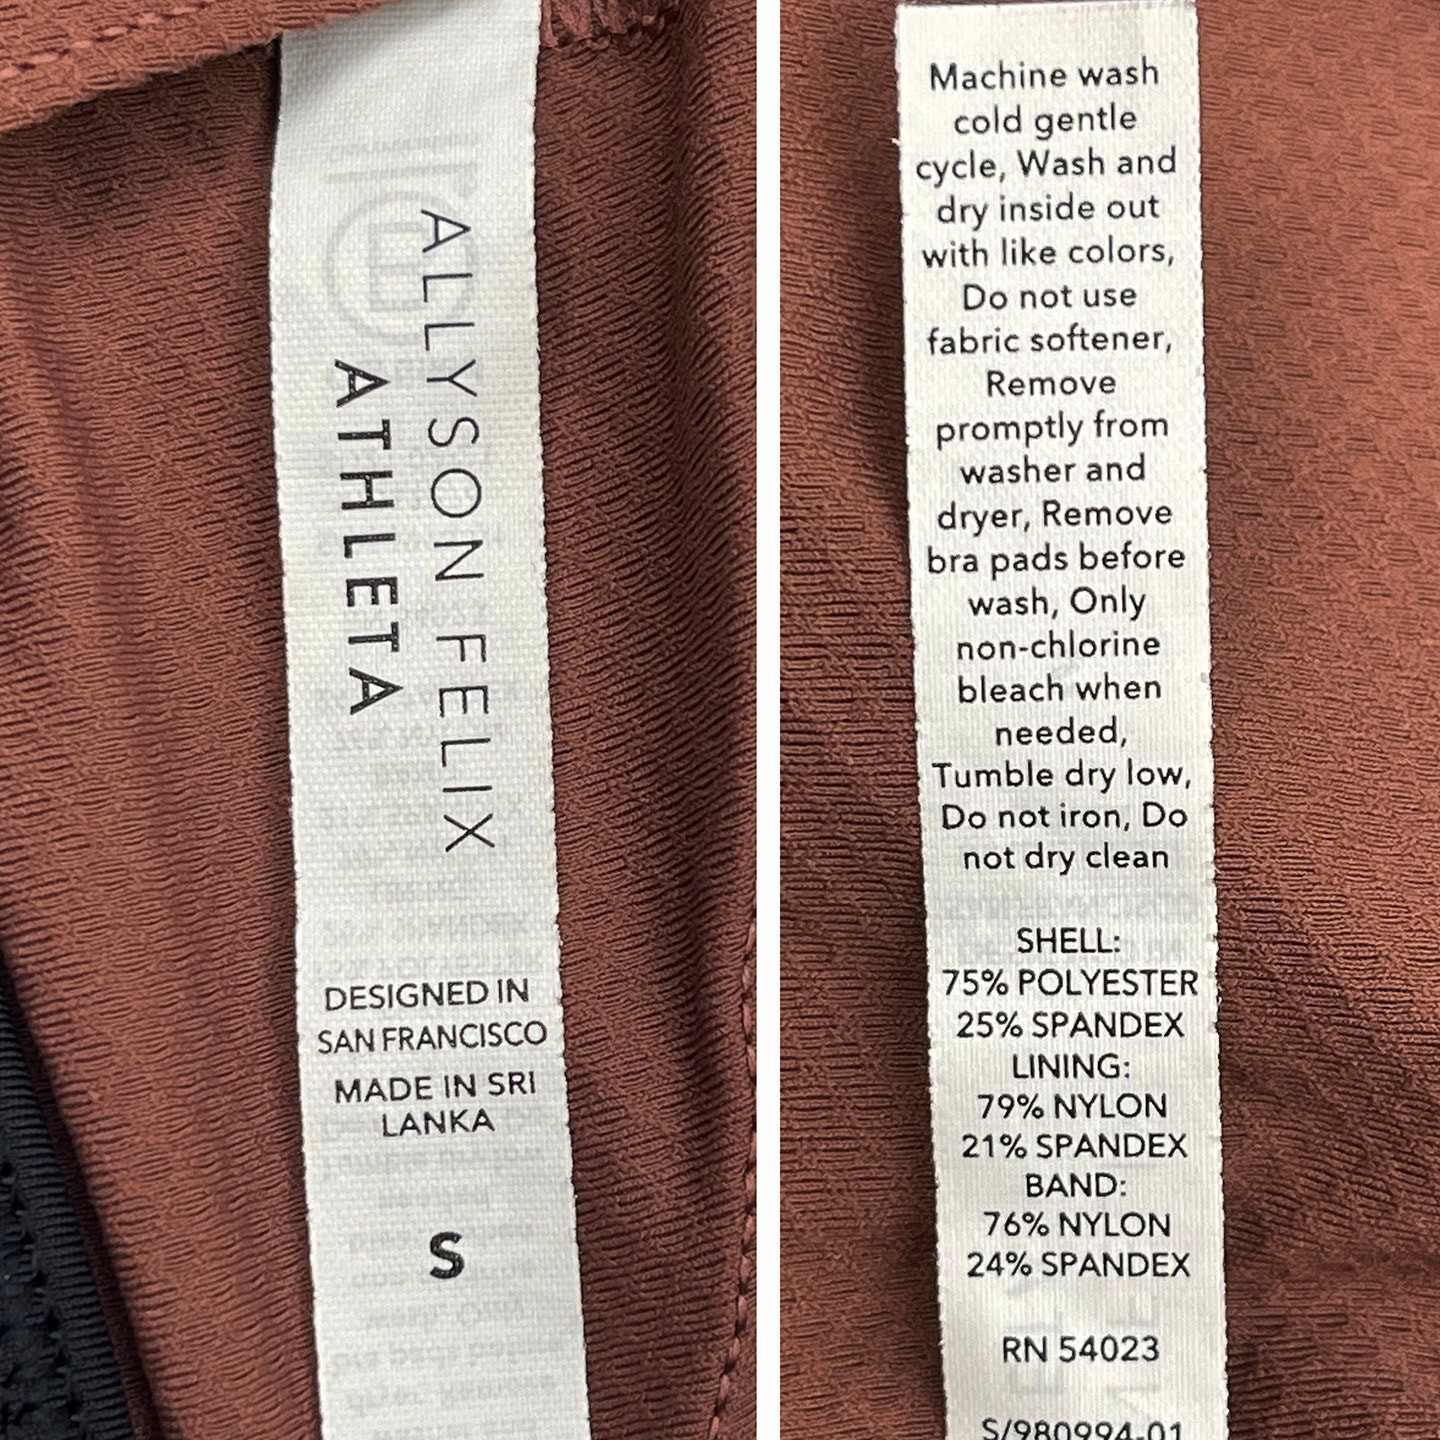 ALLYSON FELIX
ATHLETA
DESIGNED IN
SAN FRANCISCO
MADE IN SRI
LANKA
S
Machine wash
cold gentle
cycle, Wash and
dry inside out
with like colors,
Do not use
fabric softener,
Remove
promptly from
washer and
dryer, Remove
bra pads before
wash, Only
non-chlorine
bleach when
needed,
Tumble dry low,
Do not iron, Do
not dry clean
SHELL:
75% POLYESTER
25% SPANDEX
LINING:
79% NYLON
21% SPANDEX
BAND:
76% NYLON
24% SPANDEX
RN 54023
S/980994-01